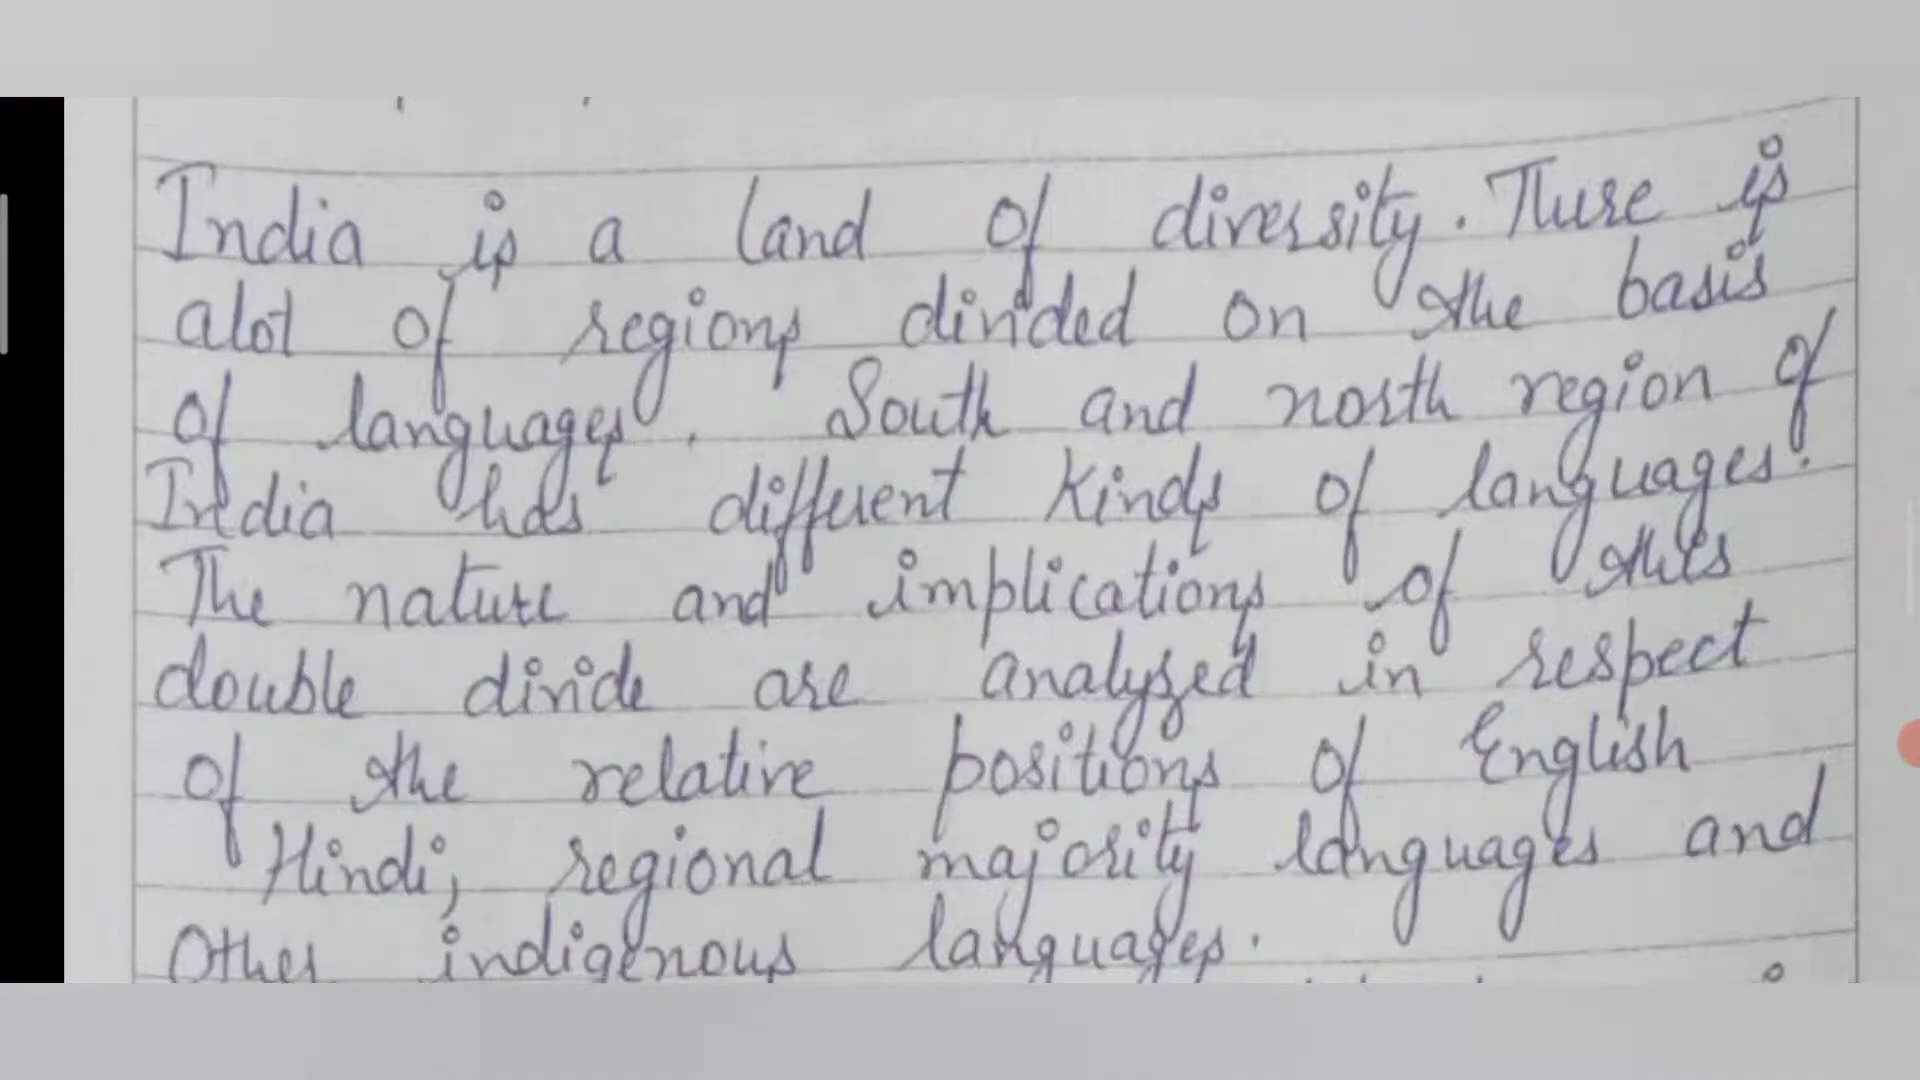 India is a land of diversity. There is
alot of regions divided on the basis
of languages. South and north region of
India has different kinds of languages.
The nature and implications of this
double divide are analyzed in respect
of the relative positions of English
Hindi, regional majority languages and
Other indigenous languages.